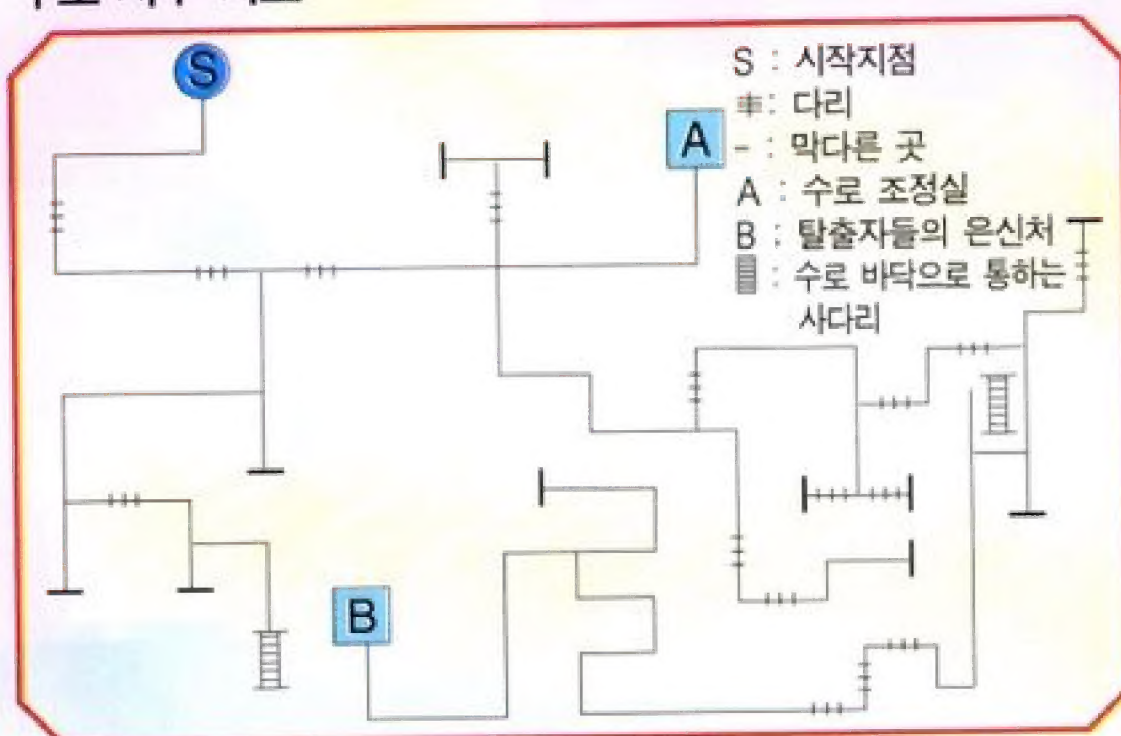 S
S : 시작지점
: 다리
A
- : 막다른 곳
A : 수로 조정실
B : 탈출자들의 은신처
: 수로 바닥으로 통하는
사다리
B